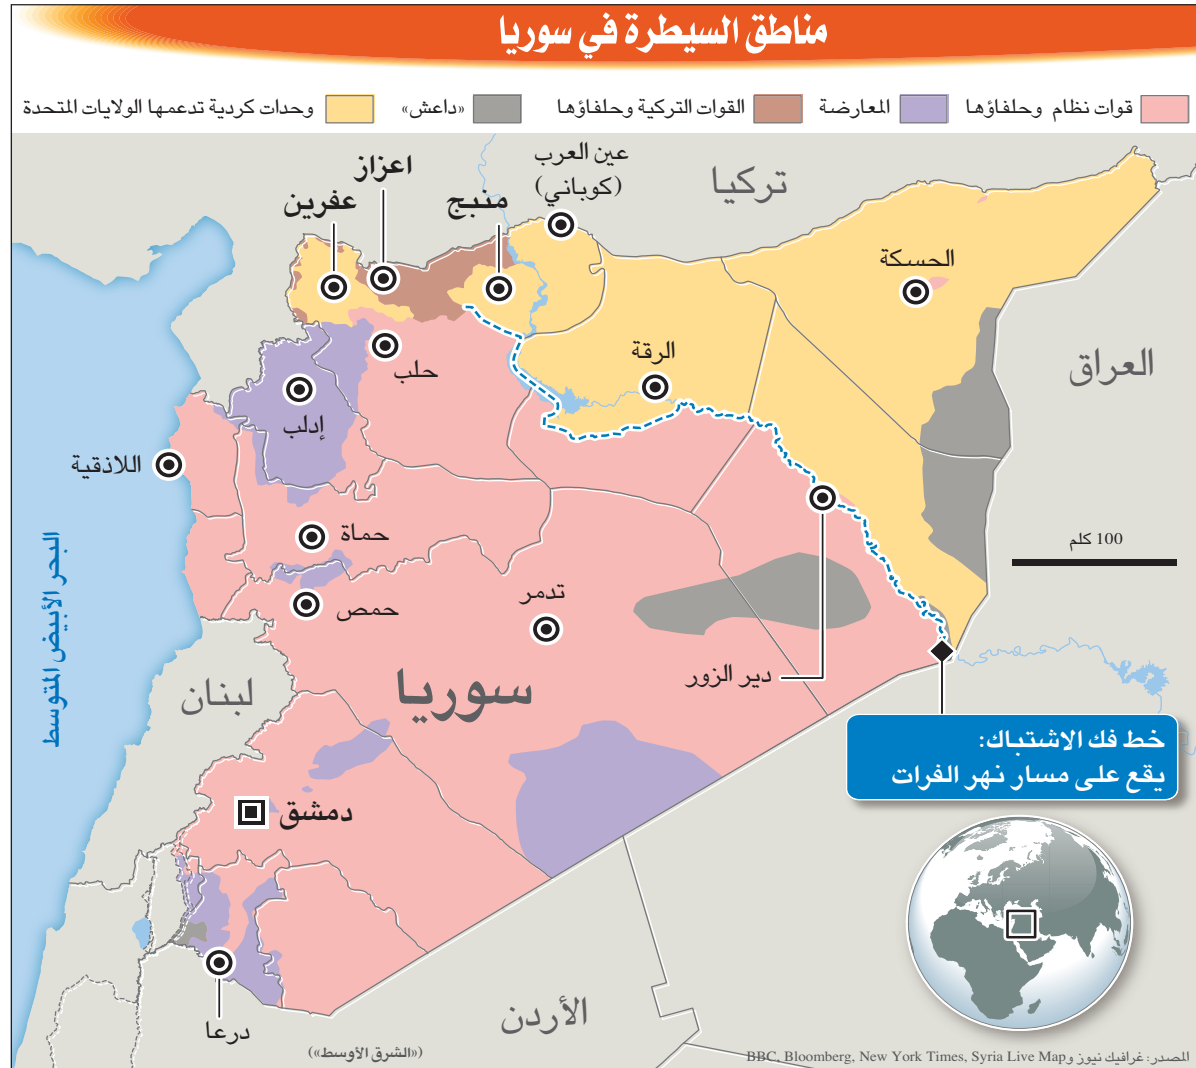 مناطق السيطرة في سوريا
قوات نظام وحلفاؤها
المعارضة
القوات التركية وحلفاؤها
«داعش»
وحدات كردية تدعمها الولايات المتحدة
عين العرب
(كوباني)
تركيا
اعزاز
عفرين
منبج
الحسكة
العراق
الرقة
حلب
إدلب
اللاذقية
حماة
حمص
تدمر
100 كلم
البحر الأبيض المتوسط
دير الزور
سوريا
لبنان
خط فك الاشتباك:
يقع على مسار نهر الفرات
دمشق
درعا
الأردن
(«الشرق الأوسط»)
المصدر: غرافيك نيوز و BBC, Bloomberg, New York Times, Syria Live Map